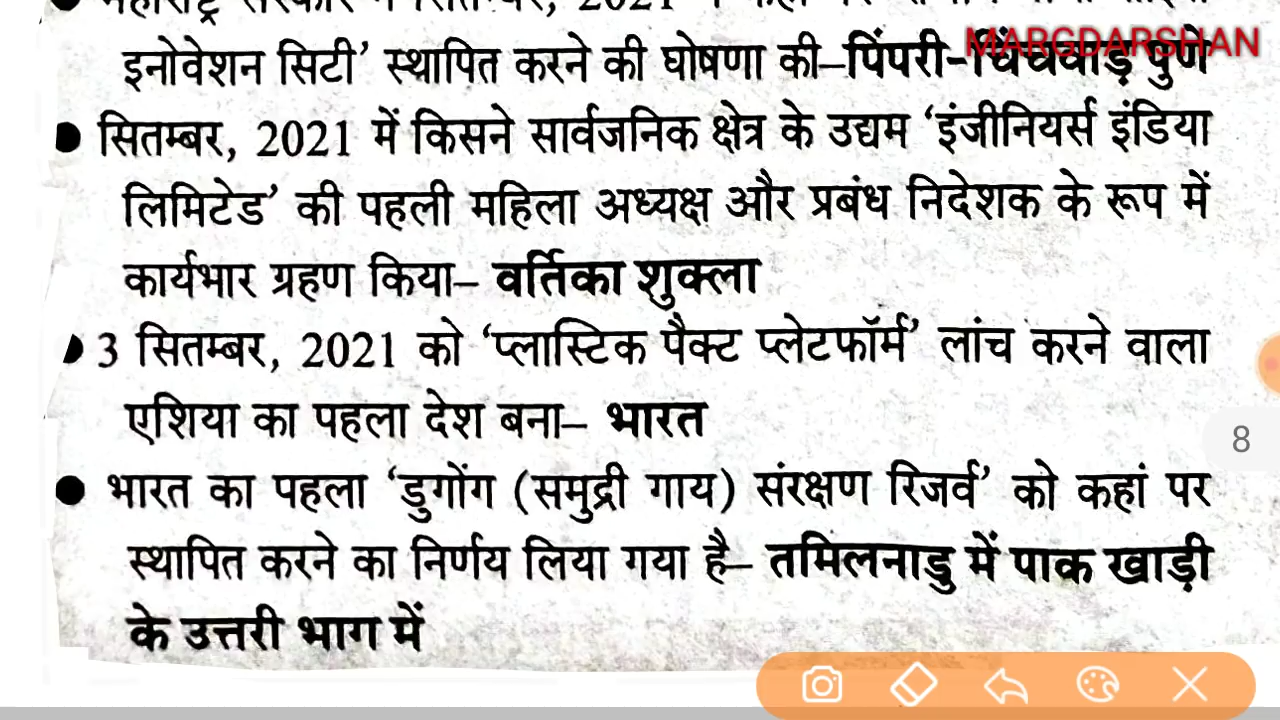 इनोवेशन सिटी' स्थापित करने की घोषणा की–पिंपरी-चिंचवाड़ पुणे
MARGDARSHAN
सितम्बर, 2021 में किसने सार्वजनिक क्षेत्र के उद्यम 'इंजीनियर्स इंडिया
लिमिटेड' की पहली महिला अध्यक्ष और प्रबंध निदेशक के रूप में
कार्यभार ग्रहण किया– वर्तिका शुक्ला
3 सितम्बर, 2021 को 'प्लास्टिक पैक्ट प्लेटफॉर्म' लांच करने वाला
एशिया का पहला देश बना– भारत
8
भारत का पहला 'डुगोंग (समुद्री गाय) संरक्षण रिजर्व' को कहां पर
स्थापित करने का निर्णय लिया गया है– तमिलनाडु में पाक खाड़ी
के उत्तरी भाग में